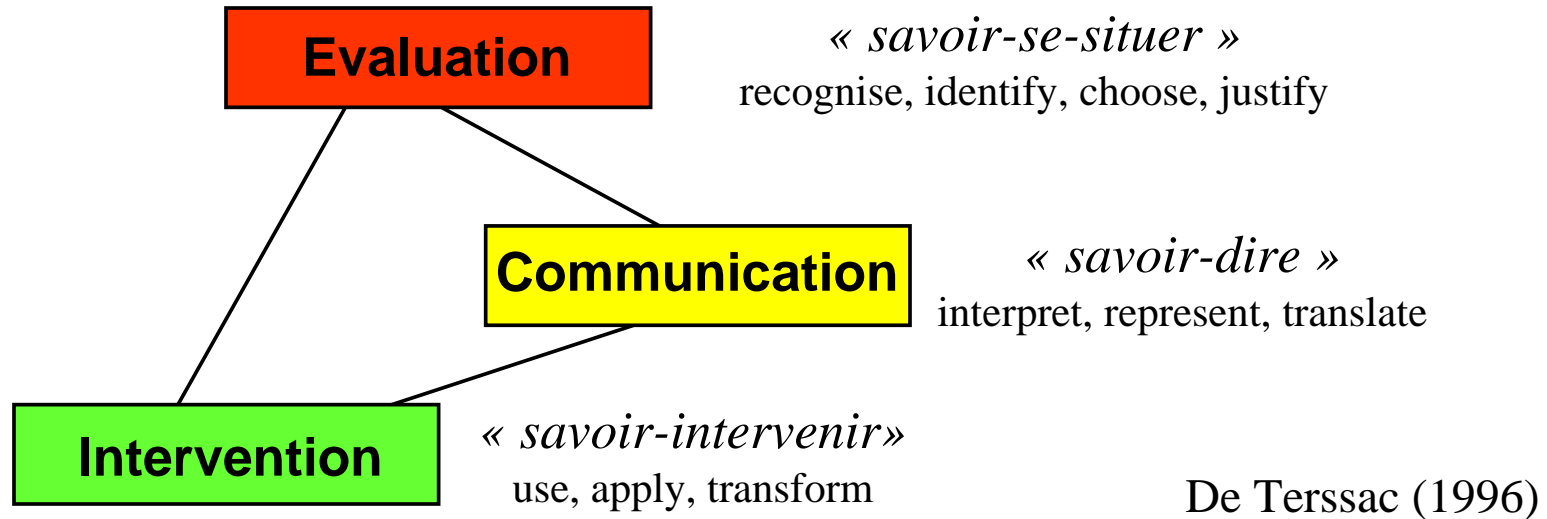 Evaluation
« savoir-se-situer »
recognise, identify, choose, justify
Communication
« savoir-dire »
interpret, represent, translate
Intervention
« savoir-intervenir»
use, apply, transform
De Terssac (1996)